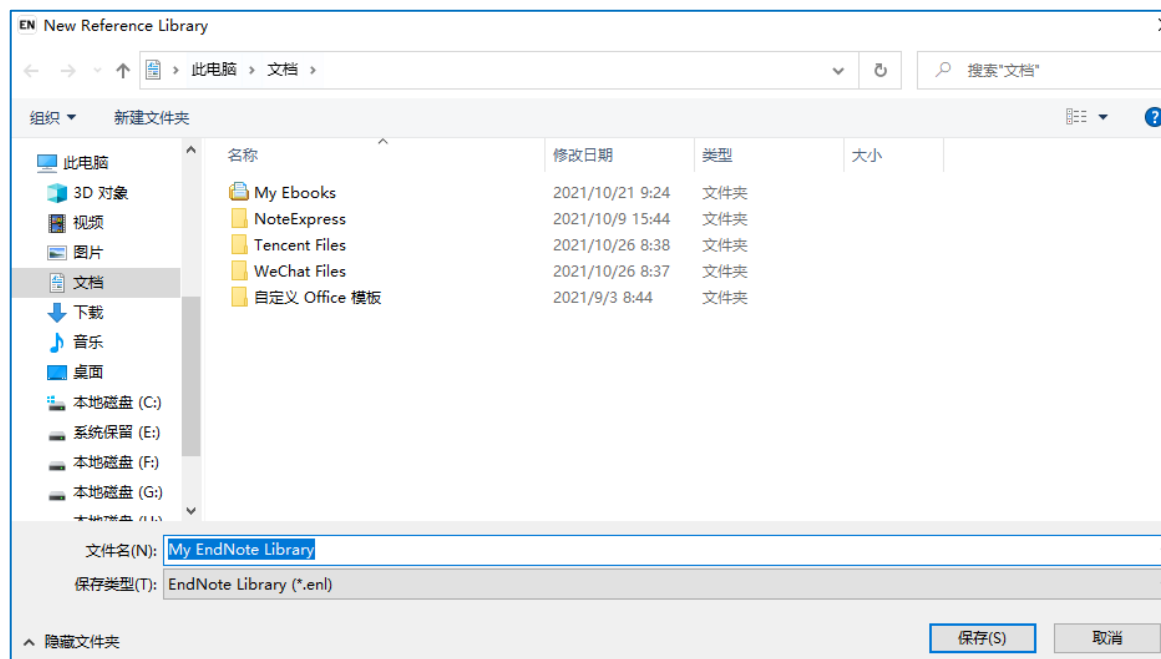 EN New Reference Library
此电脑 › 文档 ›
搜索"文档"
组织
新建文件夹
名称 修改日期 类型 大小
此电脑
3D 对象
视频
图片
文档
下载
音乐
桌面
本地磁盘 (C:)
系统保留 (E:)
本地磁盘 (F:)
本地磁盘 (G:)
My Ebooks 2021/10/21 9:24 文件夹
NoteExpress 2021/10/9 15:44 文件夹
Tencent Files 2021/10/26 8:38 文件夹
WeChat Files 2021/10/26 8:37 文件夹
自定义 Office 模板 2021/9/3 8:44 文件夹
文件名(N): My EndNote Library
保存类型(T): EndNote Library (*.enl)
隐藏文件夹
保存(S)
取消